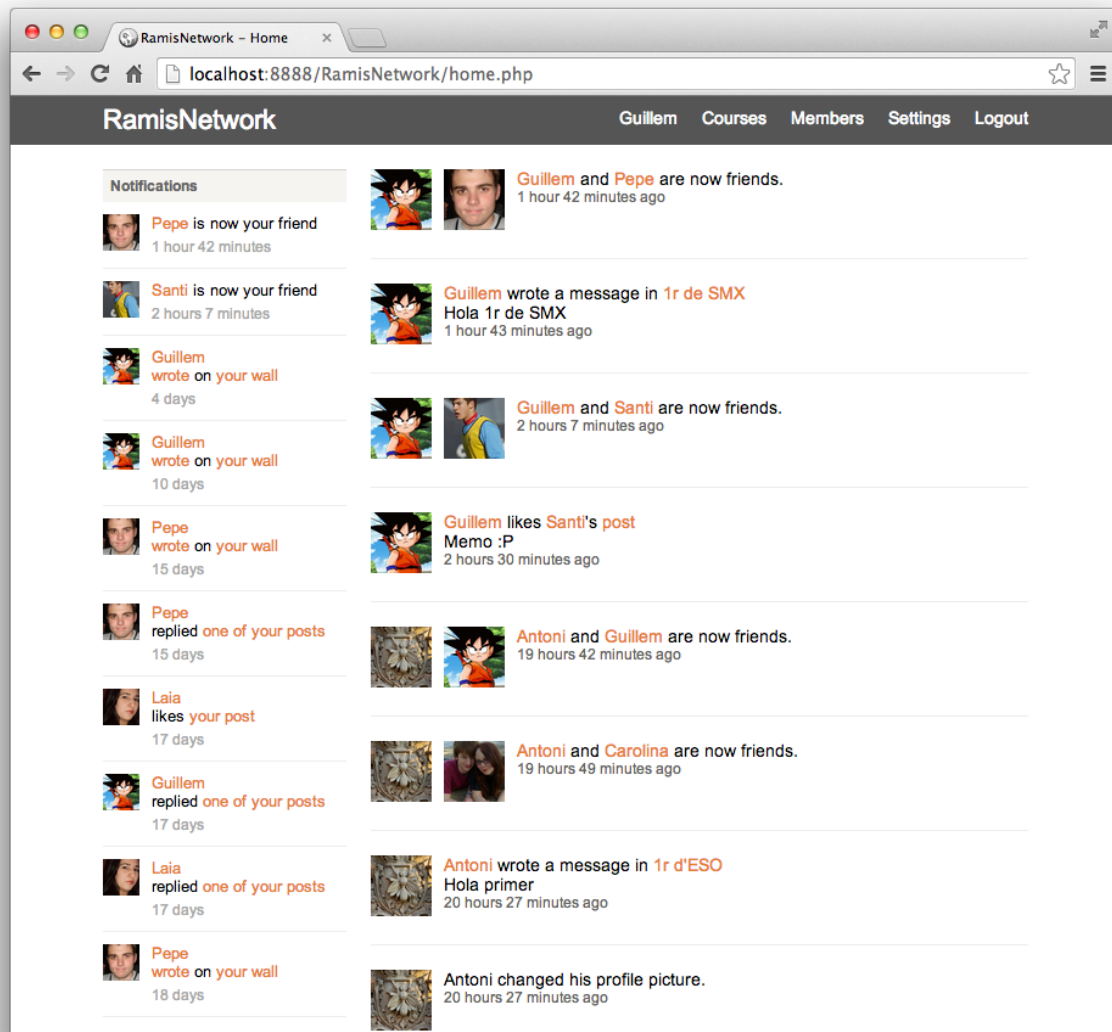 RamisNetwork – Home
localhost:8888/RamisNetwork/home.php
RamisNetwork
Guillem Courses Members Settings Logout
Notifications
Pepe is now your friend
1 hour 42 minutes
Santi is now your friend
2 hours 7 minutes
Guillem
wrote on your wall
4 days
Guillem
wrote on your wall
10 days
Pepe
wrote on your wall
15 days
Pepe
replied one of your posts
15 days
Laia
likes your post
17 days
Guillem
replied one of your posts
17 days
Laia
replied one of your posts
17 days
Pepe
wrote on your wall
18 days
Guillem and Pepe are now friends.
1 hour 42 minutes ago
Guillem wrote a message in 1r de SMX
Hola 1r de SMX
1 hour 43 minutes ago
Guillem and Santi are now friends.
2 hours 7 minutes ago
Guillem likes Santi's post
Memo :P
2 hours 30 minutes ago
Antoni and Guillem are now friends.
19 hours 42 minutes ago
Antoni and Carolina are now friends.
19 hours 49 minutes ago
Antoni wrote a message in 1r d'ESO
Hola primer
20 hours 27 minutes ago
Antoni changed his profile picture.
20 hours 27 minutes ago